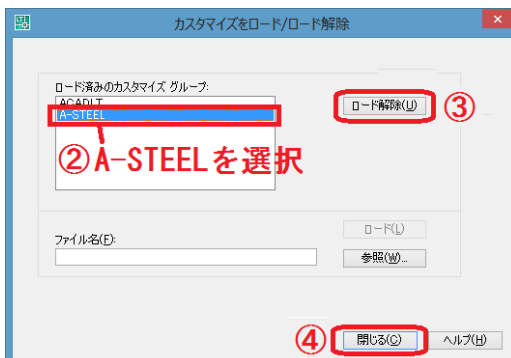 カスタマイズをロード/ロード解除
ロード済みのカスタマイズ グループ:
ACADLT
A-STEEL
ロード解除(U)
③
②A-STEELを選択
ロード(L)
ファイル名(F):
参照(W)...
④
閉じる(C)
ヘルプ(H)